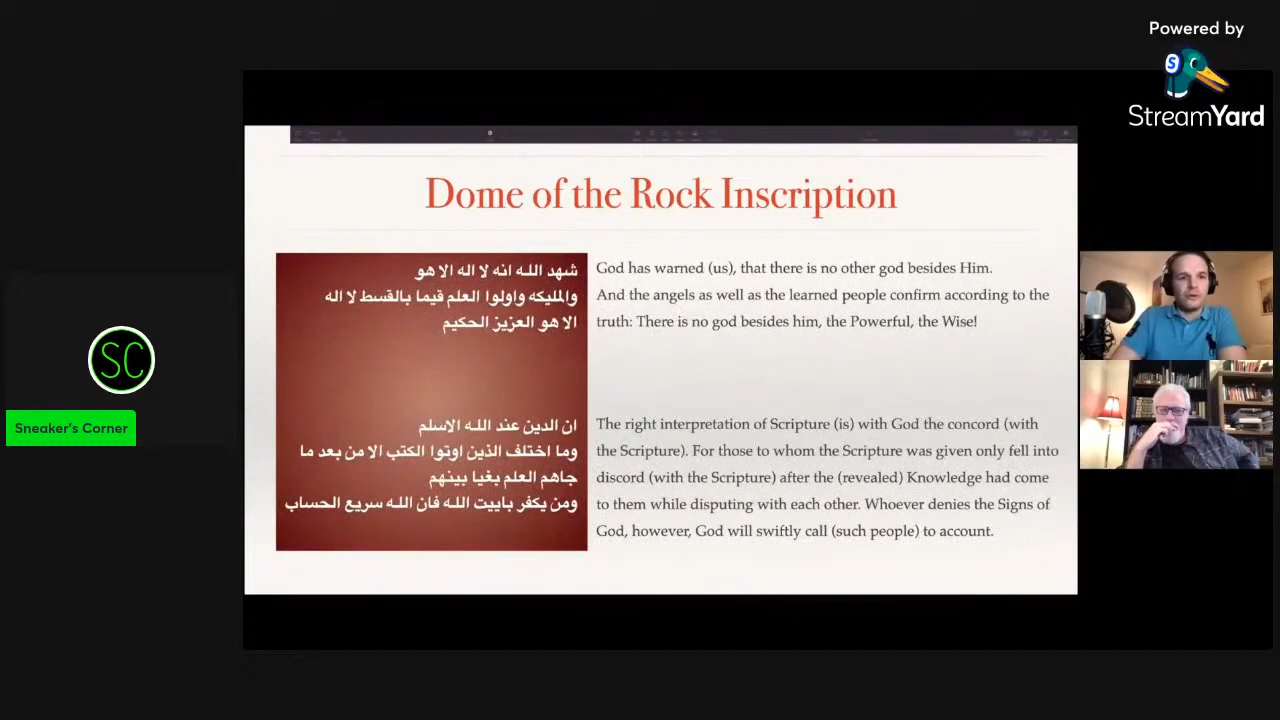 Powered by
StreamYard
Dome of the Rock Inscription
شهد الله انه لا اله الا هو
والمليكه واولوا العلم قيما بالقسط لا اله
الا هو العزيز الحكيم
God has warned (us), that there is no other god besides Him.
And the angels as well as the learned people confirm according to the
truth: There is no god besides him, the Powerful, the Wise!
ان الدين عند الله الاسلم
وما اختلف الذين اوتوا الكتب الا من بعد ما
جاهم العلم بغيا بينهم
ومن يكفر باييت الله فان الله سريع الحساب
The right interpretation of Scripture (is) with God the concord (with
the Scripture). For those to whom the Scripture was given only fell into
discord (with the Scripture) after the (revealed) Knowledge had come
to them while disputing with each other. Whoever denies the Signs of
God, however, God will swiftly call (such people) to account.
SC
Sneaker's Corner